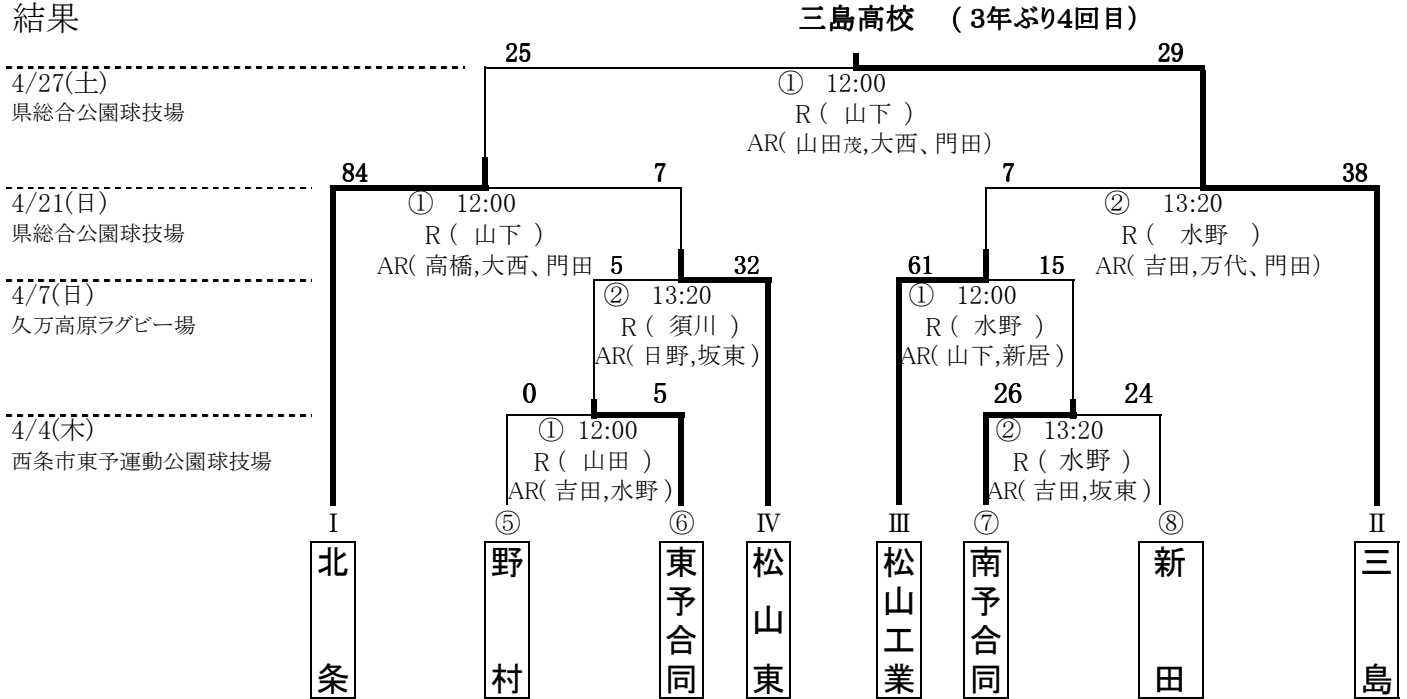 結果
三島高校 (3年ぶり4回目)
25
29
4/27(土)
県総合公園球技場
① 12:00
R ( 山下 )
AR( 山田茂,大西、門田)
84
7
7
38
4/21(日)
県総合公園球技場
① 12:00
R ( 山下 )
AR( 高橋,大西、門田
② 13:20
R ( 水野 )
AR( 吉田,万代、門田)
5
32
61
15
4/7(日)
久万高原ラグビー場
② 13:20
R ( 須川 )
AR( 日野,坂東 )
① 12:00
R ( 水野 )
AR( 山下,新居 )
0
5
26
24
4/4(木)
西条市東予運動公園球技場
① 12:00
R ( 山田 )
AR( 吉田,水野 )
② 13:20
R ( 水野 )
AR( 吉田,坂東 )
Ⅰ
⑤
⑥
Ⅳ
Ⅲ
⑦
⑧
Ⅱ
北条
野村
東予合同
松山東
松山工業
南予合同
新田
三島